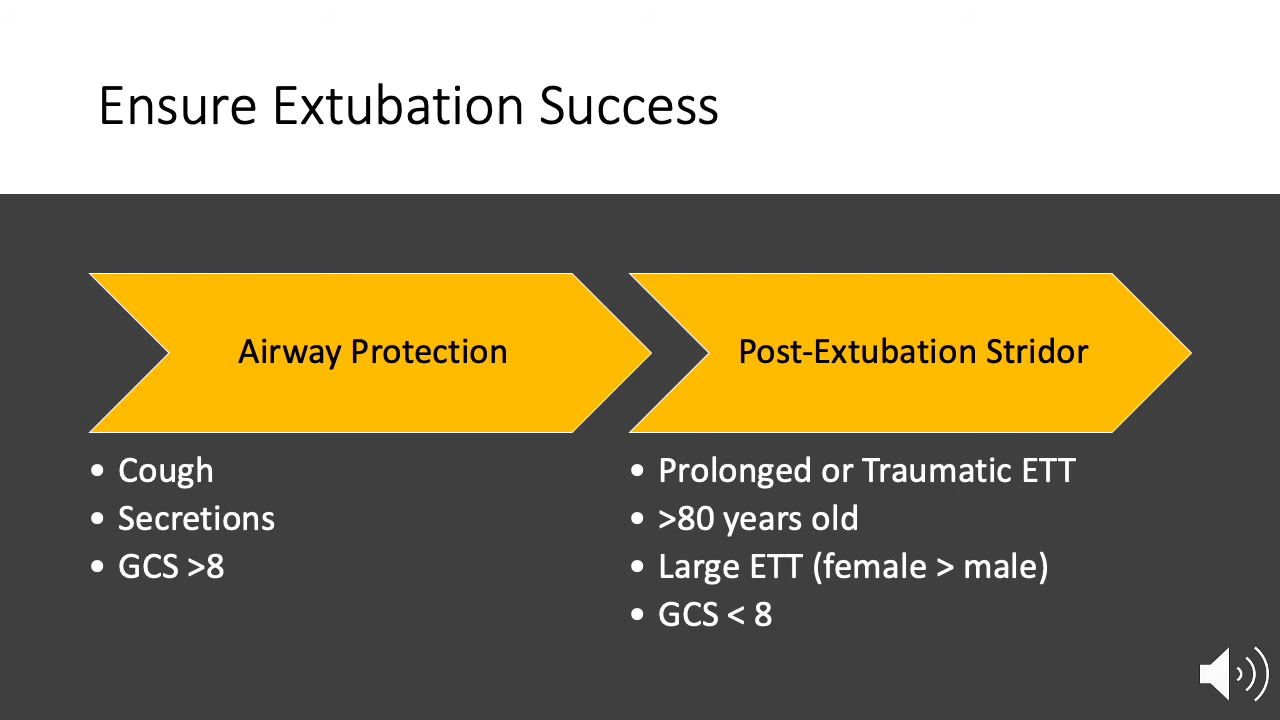 Ensure Extubation Success
Airway Protection
• Cough
• Secretions
• GCS >8
Post-Extubation Stridor
• Prolonged or Traumatic ETT
• >80 years old
• Large ETT (female > male)
• GCS < 8